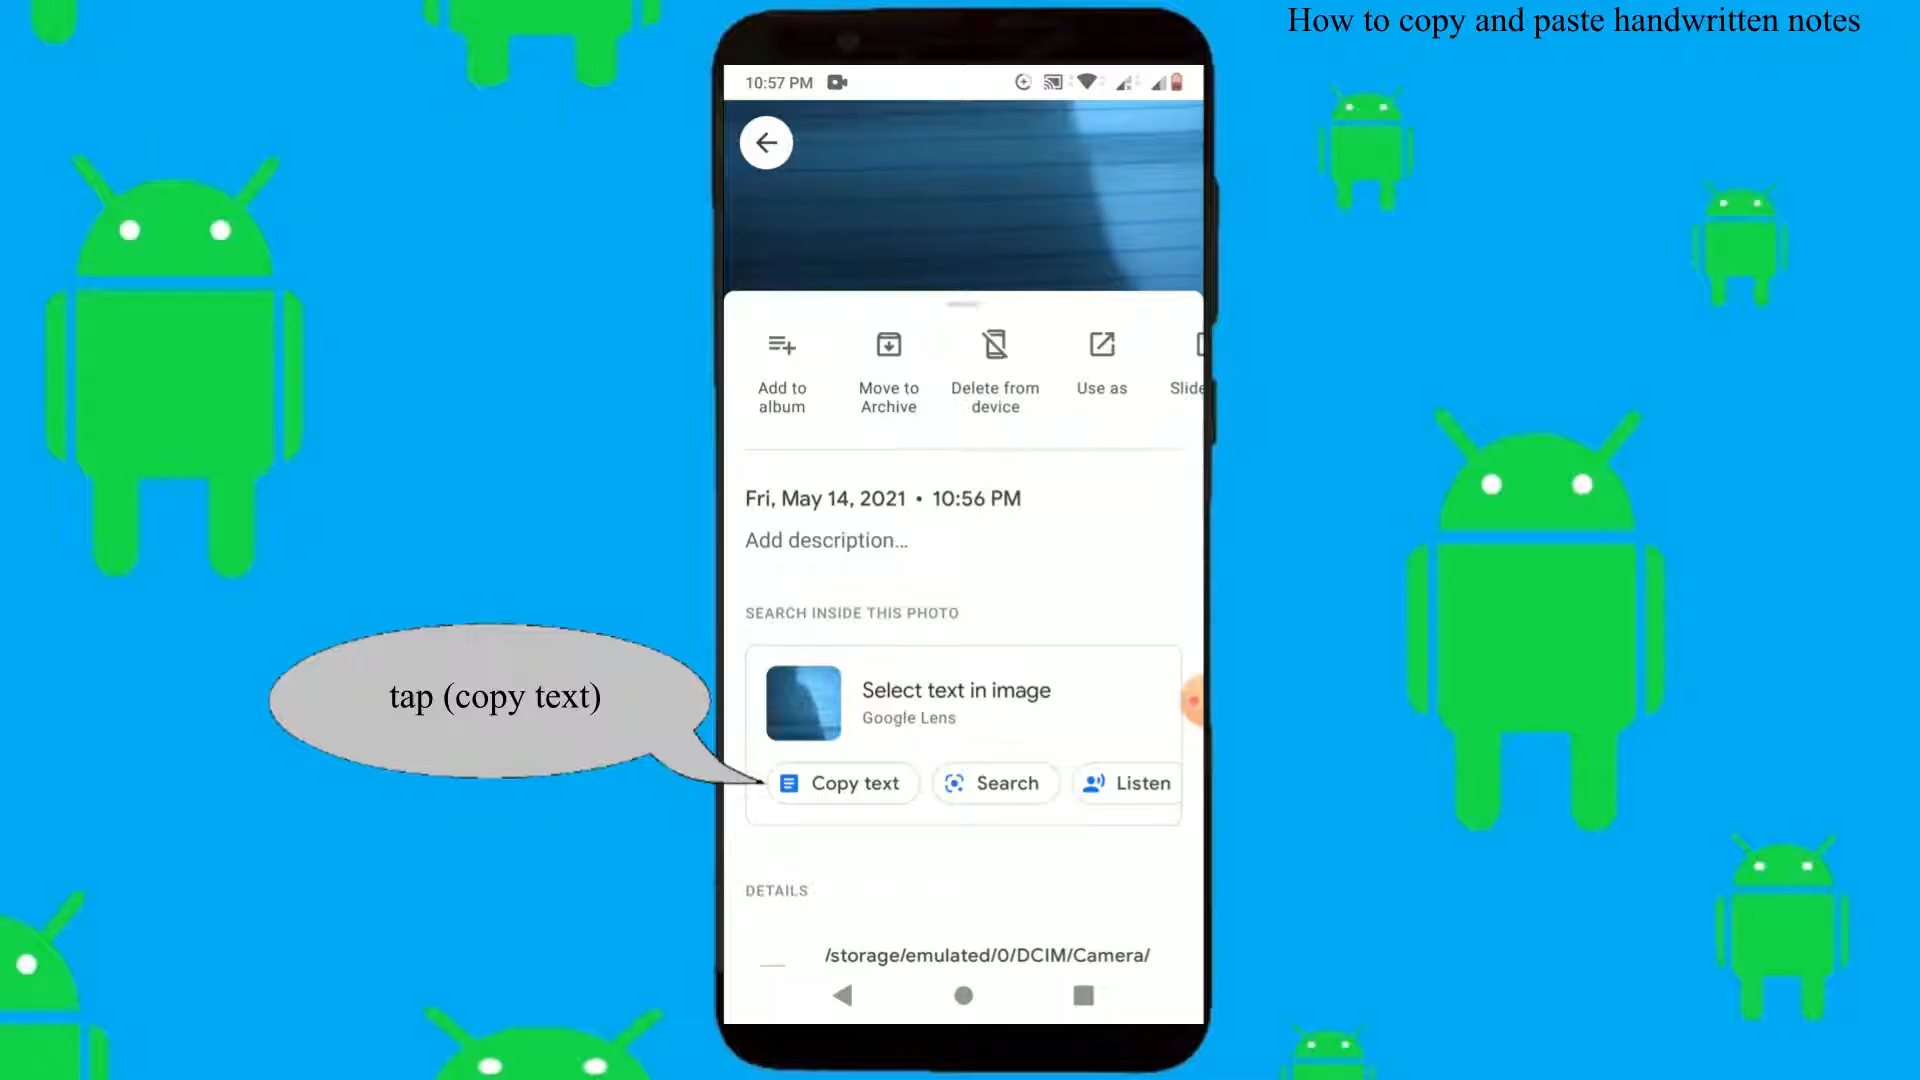 How to copy and paste handwritten notes
10:57 PM
Add to
album
Move to
Archive
Delete from
device
Use as
Slide
Fri, May 14, 2021 • 10:56 PM
Add description...
SEARCH INSIDE THIS PHOTO
Select text in image
Google Lens
tap (copy text)
Copy text
Search
Listen
DETAILS
/storage/emulated/0/DCIM/Camera/